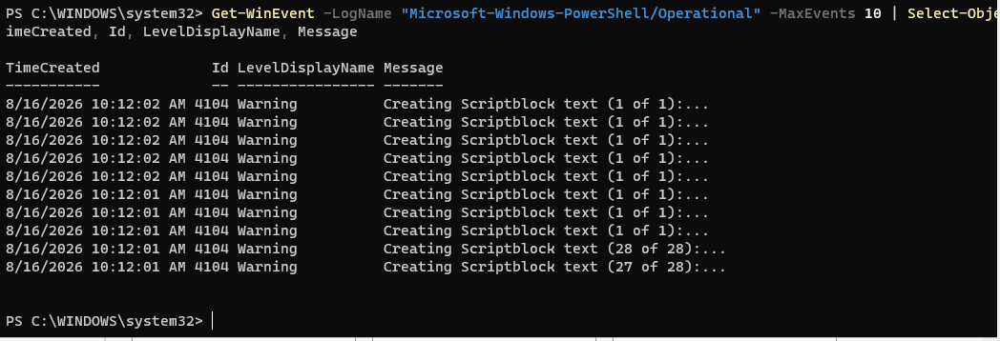 PS C:\WINDOWS\system32> Get-WinEvent -LogName "Microsoft-Windows-PowerShell/Operational" -MaxEvents 10 | Select-Obje
imeCreated, Id, LevelDisplayName, Message
TimeCreated Id LevelDisplayName Message
----------- -- ---------------- -------
8/16/2026 10:12:02 AM 4104 Warning Creating Scriptblock text (1 of 1):...
8/16/2026 10:12:02 AM 4104 Warning Creating Scriptblock text (1 of 1):...
8/16/2026 10:12:02 AM 4104 Warning Creating Scriptblock text (1 of 1):...
8/16/2026 10:12:02 AM 4104 Warning Creating Scriptblock text (1 of 1):...
8/16/2026 10:12:02 AM 4104 Warning Creating Scriptblock text (1 of 1):...
8/16/2026 10:12:01 AM 4104 Warning Creating Scriptblock text (1 of 1):...
8/16/2026 10:12:01 AM 4104 Warning Creating Scriptblock text (1 of 1):...
8/16/2026 10:12:01 AM 4104 Warning Creating Scriptblock text (1 of 1):...
8/16/2026 10:12:01 AM 4104 Warning Creating Scriptblock text (28 of 28):...
8/16/2026 10:12:01 AM 4104 Warning Creating Scriptblock text (27 of 28):...
PS C:\WINDOWS\system32>